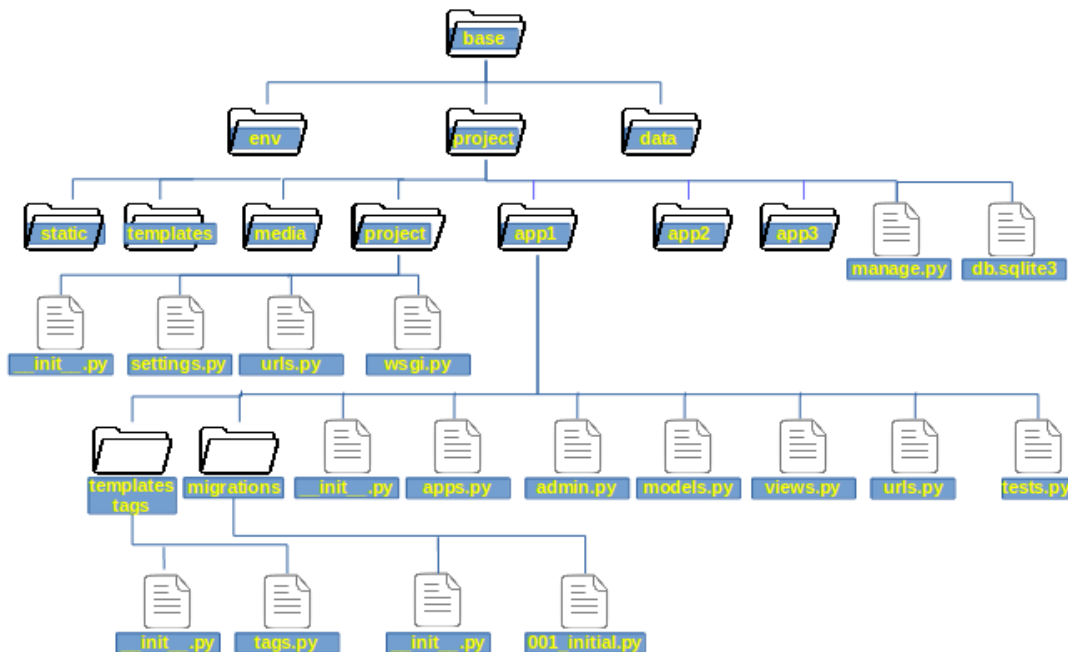 base
env
project
data
static
templates
media
project
app1
app2
app3
manage.py
db.sqlite3
__init__.py
settings.py
urls.py
wsgi.py
templates
tags
migrations
__init__.py
apps.py
admin.py
models.py
views.py
urls.py
tests.py
__init__.py
tags.py
__init__.py
001_initial.py